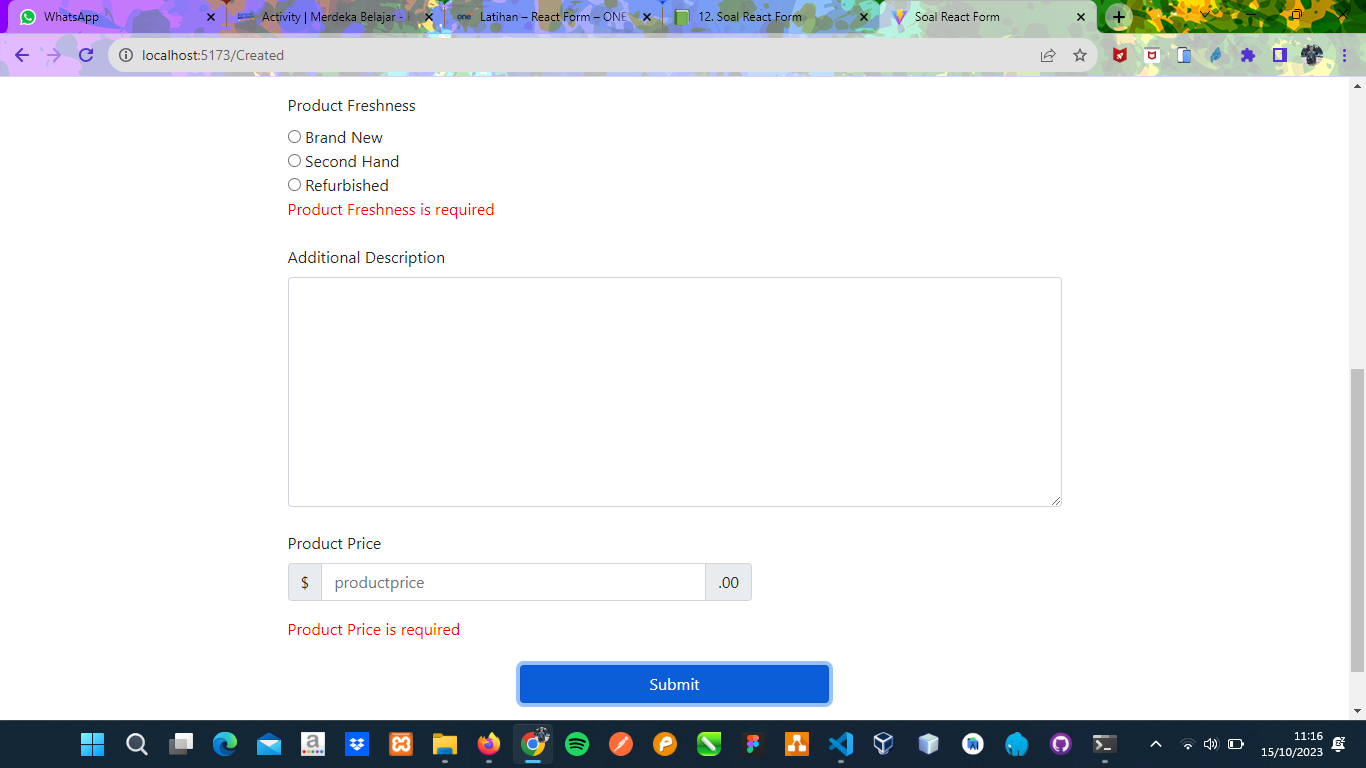 WhatsApp
Activity | Merdeka Belajar -
Latihan – React Form – ONE
12. Soal React Form
Soal React Form
localhost:5173/Created
Product Freshness
Brand New
Second Hand
Refurbished
Product Freshness is required
Additional Description
Product Price
$ productprice .00
Product Price is required
Submit
11:16
15/10/2023